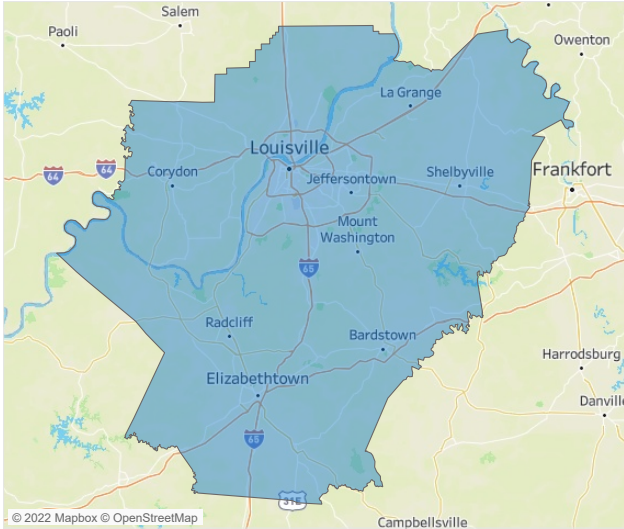 Salem
Paoli
Owenton
La Grange
Louisville
64
64
Corydon
Jeffersontown
Shelbyville
Frankfort
Mount
Washington
65
Radcliff
Bardstown
Harrodsburg
Elizabethtown
Danville
65
31E
© 2022 Mapbox © OpenStreetMap
Campbellsville